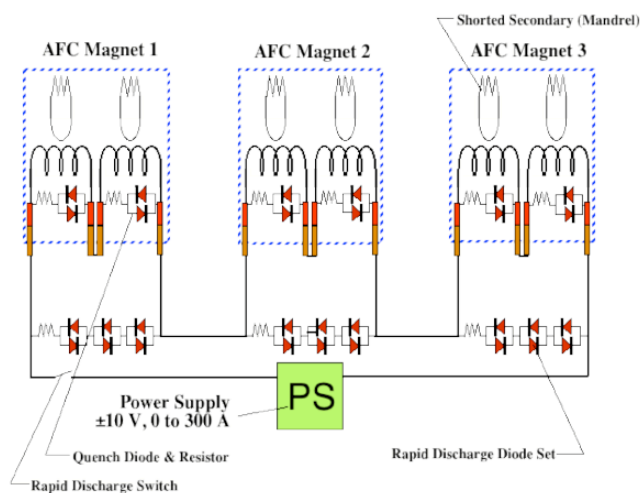 Shorted Secondary (Mandrel)
AFC Magnet 1
AFC Magnet 2
AFC Magnet 3
Power Supply
±10 V, 0 to 300 A
PS
Quench Diode & Resistor
Rapid Discharge Diode Set
Rapid Discharge Switch